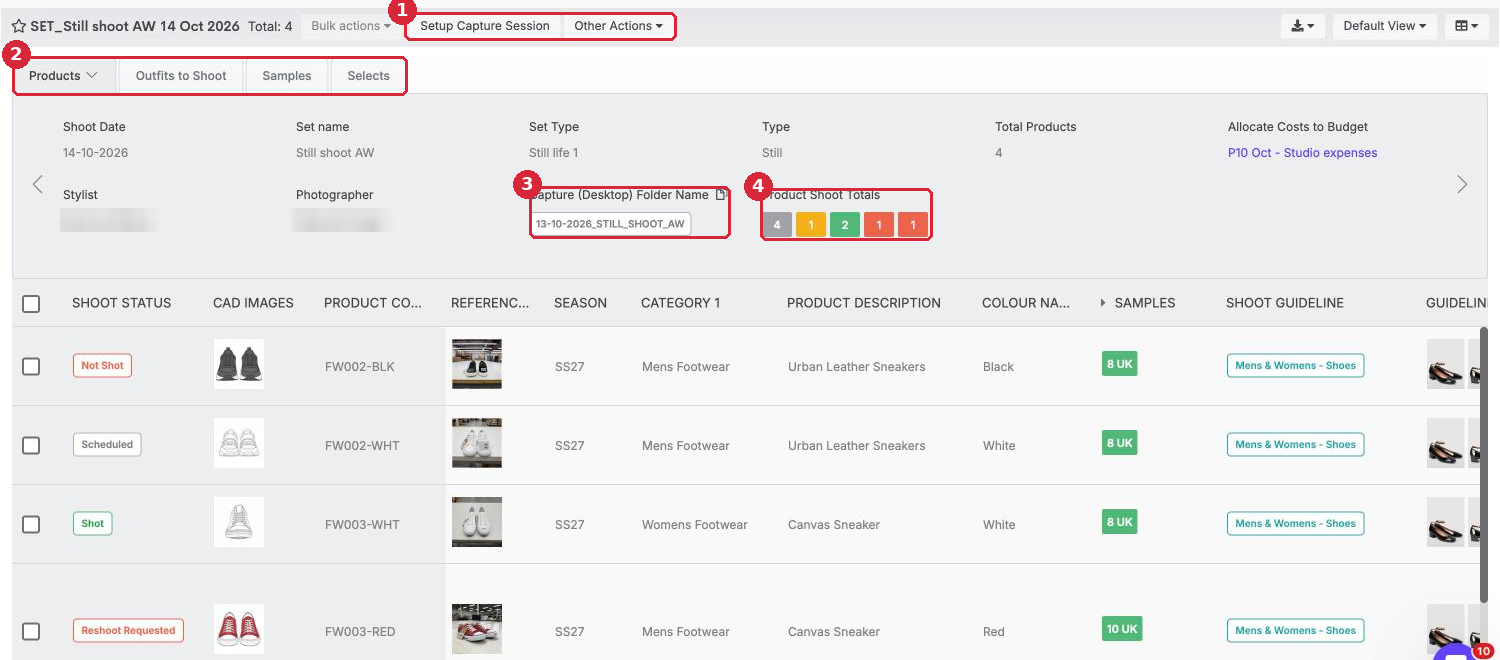 1
SET_Still shoot AW 14 Oct 2026 Total: 4 Bulk actions Setup Capture Session Other Actions Default View
2
Products Outfits to Shoot Samples Selects
Shoot Date Set name Set Type Type Total Products Allocate Costs to Budget
14-10-2026 Still shoot AW Still life 1 Still 4 P10 Oct - Studio expenses
3 4
Stylist Photographer Capture (Desktop) Folder Name Product Shoot Totals
13-10-2026_STILL_SHOOT_AW 4 1 2 1 1
SHOOT STATUS CAD IMAGES PRODUCT CO... REFERENC... SEASON CATEGORY 1 PRODUCT DESCRIPTION COLOUR NA... SAMPLES SHOOT GUIDELINE GUIDELIN
Not Shot FW002-BLK SS27 Mens Footwear Urban Leather Sneakers Black 8 UK Mens & Womens - Shoes
Scheduled FW002-WHT SS27 Mens Footwear Urban Leather Sneakers White 8 UK Mens & Womens - Shoes
Shot FW003-WHT SS27 Womens Footwear Canvas Sneaker White 8 UK Mens & Womens - Shoes
Reshoot Requested FW003-RED SS27 Mens Footwear Canvas Sneaker Red 10 UK Mens & Womens - Shoes
10